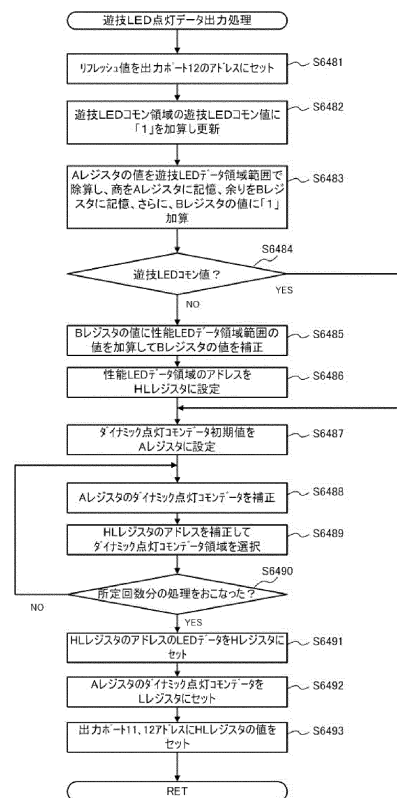 遊技LED点灯データ出力処理
リフレッシュ値を出力ポート12のアドレスにセット
S6481
遊技LEDコモン領域の遊技LEDコモン値に
「1」を加算し更新
S6482
Aレジスタの値を遊技LEDデータ領域範囲で
除算し、商をAレジスタに記憶、余りをBレジ
スタに記憶、さらに、Bレジスタの値に「1」
加算
S6483
S6484
遊技LEDコモン値?
YES
NO
Bレジスタの値に性能LEDデータ領域範囲の
値を加算してBレジスタの値を補正
S6485
性能LEDデータ領域のアドレスを
HLレジスタに設定
S6486
ダイナミック点灯コモンデータ初期値を
Aレジスタに設定
S6487
Aレジスタのダイナミック点灯コモンデータを補正
S6488
HLレジスタのアドレスを補正して
ダイナミック点灯コモンデータ領域を選択
S6489
S6490
所定回数分の処理をおこなった?
NO
YES
HLレジスタのアドレスのLEDデータをHレジスタに
セット
S6491
Aレジスタのダイナミック点灯コモンデータを
Lレジスタにセット
S6492
出力ポート11、12アドレスにHLレジスタの値を
セット
S6493
RET